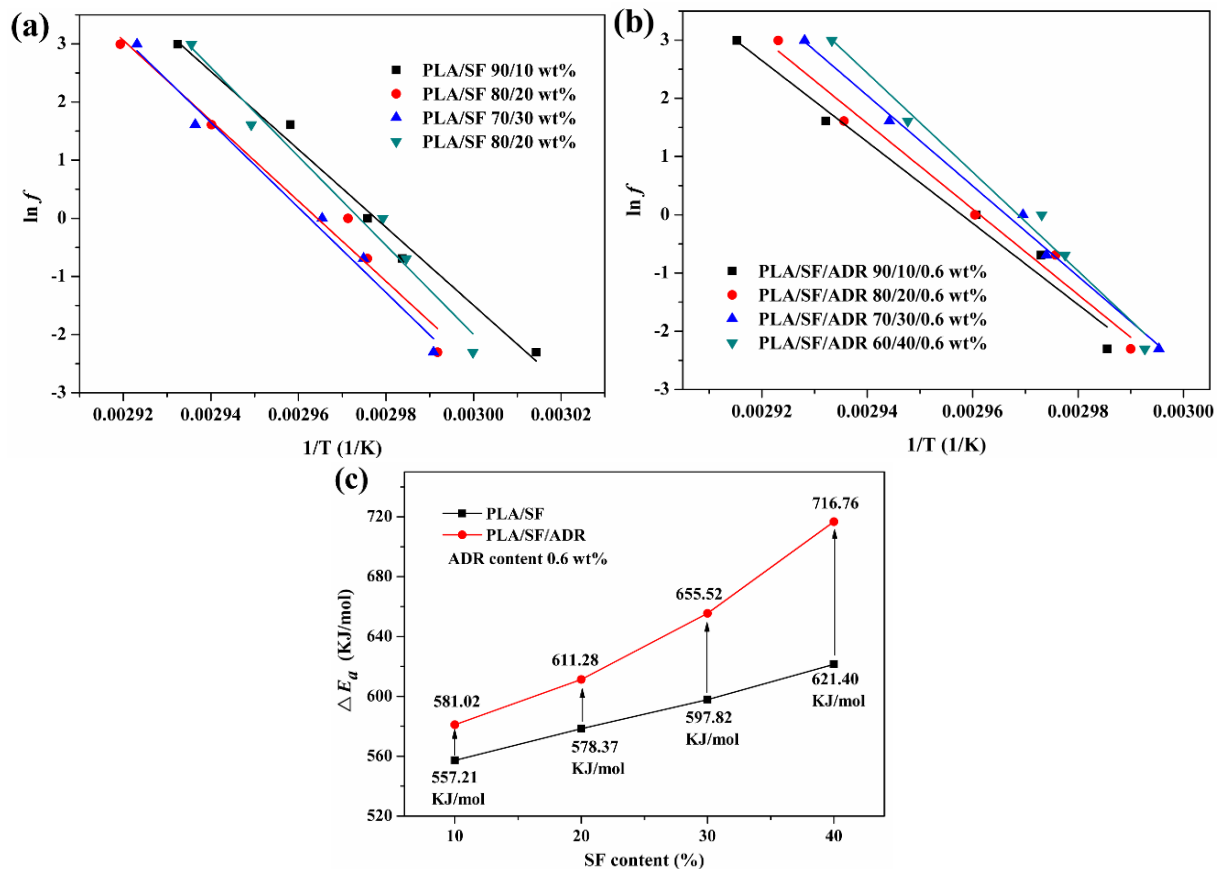 (a)
3
2
1
0
-1
-2
-3
ln f
PLA/SF 90/10 wt%
PLA/SF 80/20 wt%
PLA/SF 70/30 wt%
PLA/SF 80/20 wt%
0.00292 0.00294 0.00296 0.00298 0.00300 0.00302
1/T (1/K)
(b)
4
3
2
1
0
-1
-2
-3
ln f
PLA/SF/ADR 90/10/0.6 wt%
PLA/SF/ADR 80/20/0.6 wt%
PLA/SF/ADR 70/30/0.6 wt%
PLA/SF/ADR 60/40/0.6 wt%
0.00292 0.00294 0.00296 0.00298 0.00300
1/T (1/K)
(c)
720
680
640
600
560
520
△Ea (KJ/mol)
PLA/SF
PLA/SF/ADR
ADR content 0.6 wt%
716.76
655.52
611.28
581.02
621.40
KJ/mol
597.82
KJ/mol
578.37
KJ/mol
557.21
KJ/mol
10 20 30 40
SF content (%)